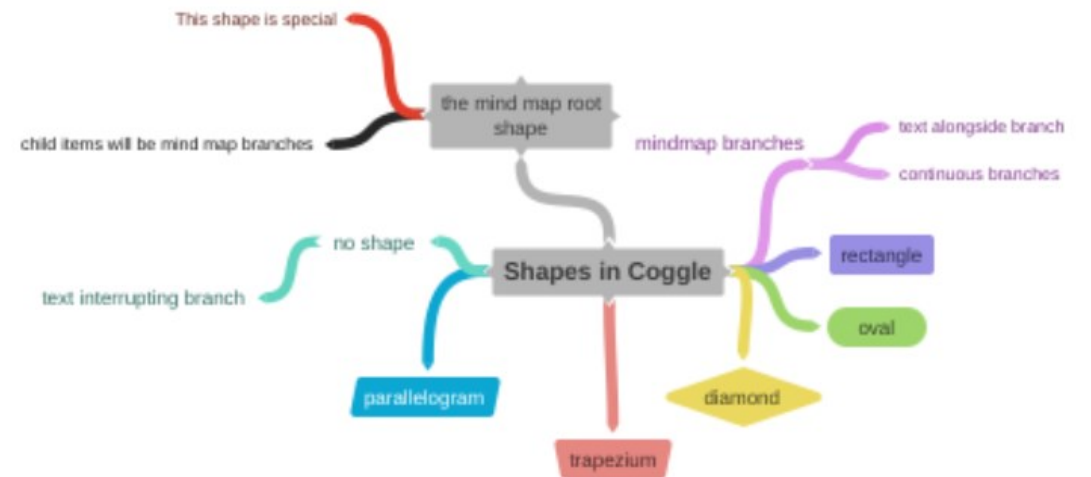 This shape is special
the mind map root
shape
child items will be mind map branches
mindmap branches
text alongside branch
continuous branches
no shape
text interrupting branch
Shapes in Coggle
rectangle
oval
parallelogram
diamond
trapezium